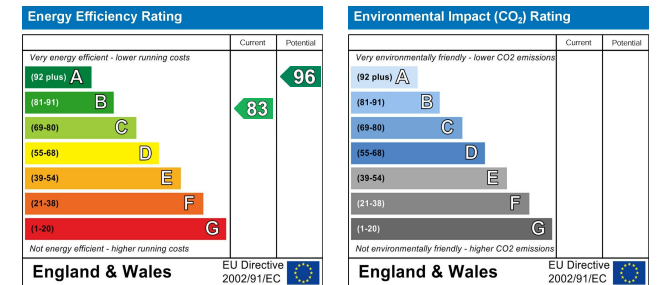 Energy Efficiency Rating
Current Potential
Very energy efficient - lower running costs
(92 plus) A
96
(81-91) B
83
(69-80) C
(55-68) D
(39-54) E
(21-38) F
(1-20) G
Not energy efficient - higher running costs
England & Wales
EU Directive
2002/91/EC
Environmental Impact (CO₂) Rating
Current Potential
Very environmentally friendly - lower CO2 emissions
(92 plus) A
(81-91) B
(69-80) C
(55-68) D
(39-54) E
(21-38) F
(1-20) G
Not environmentally friendly - higher CO2 emissions
England & Wales
EU Directive
2002/91/EC